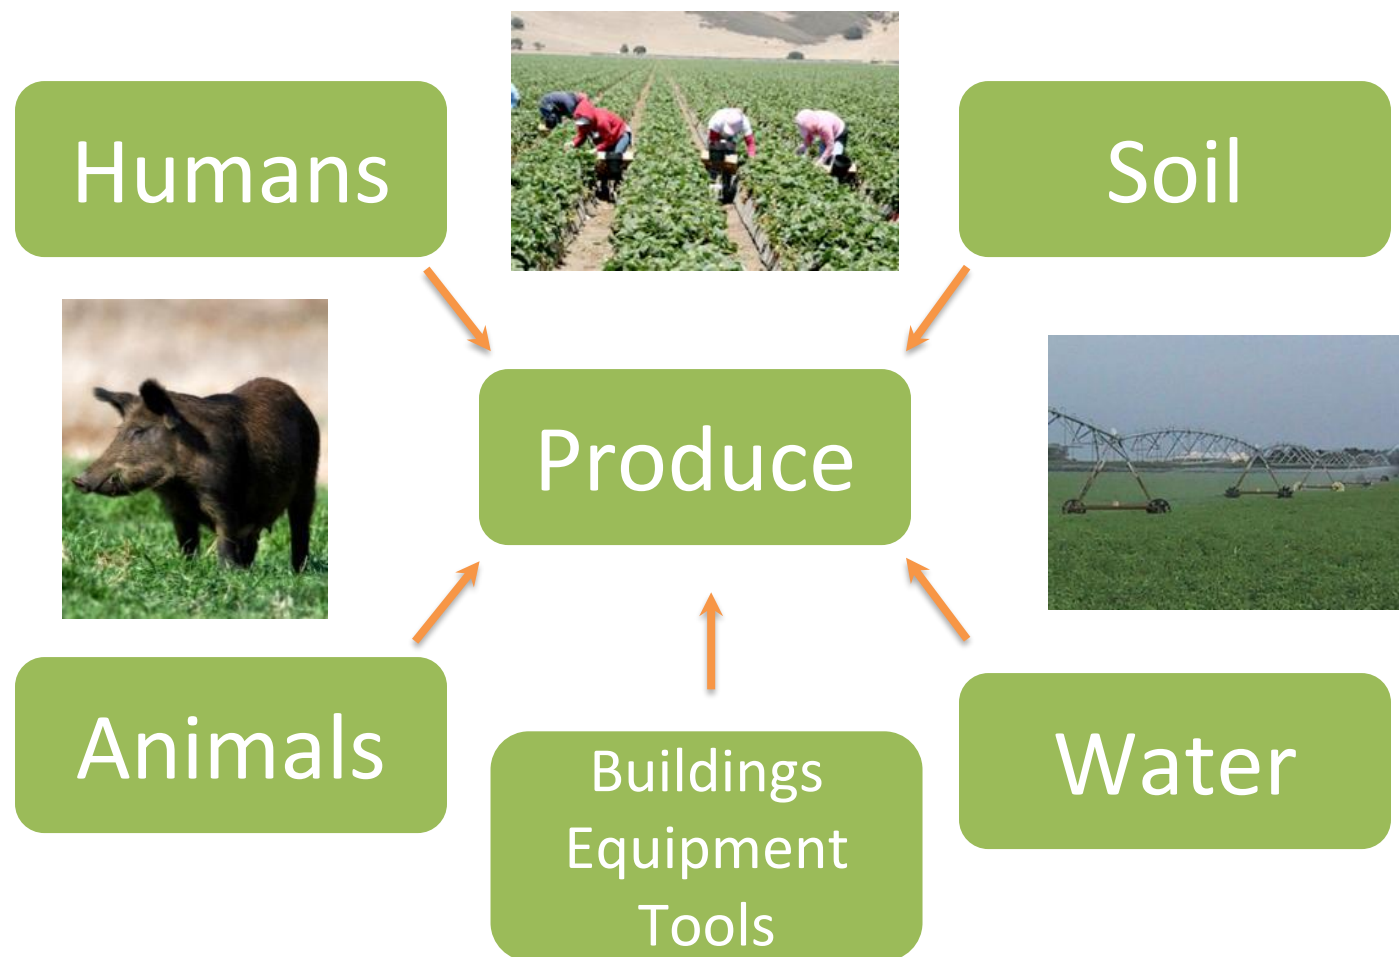 Humans
Soil
Produce
Animals
Water
Buildings
Equipment
Tools